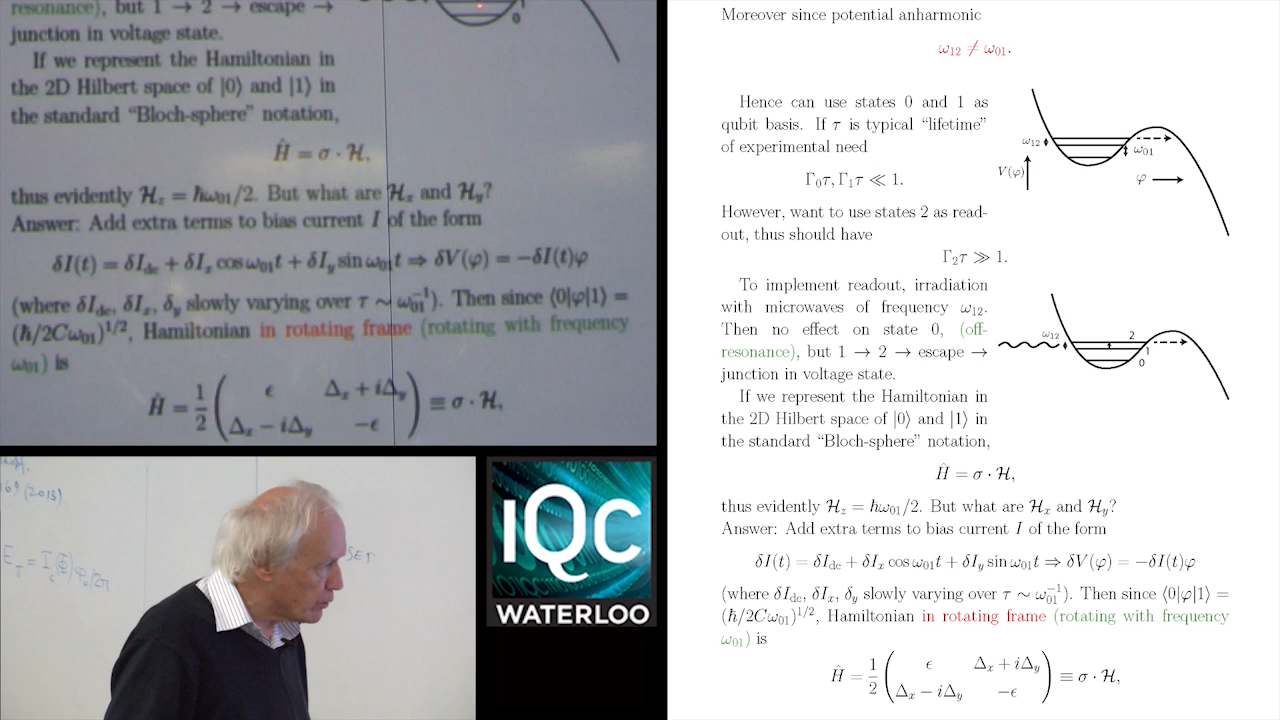 resonance), but 1 → 2 → escape →
junction in voltage state.
If we represent the Hamiltonian in
the 2D Hilbert space of |0⟩ and |1⟩ in
the standard “Bloch-sphere” notation,
Ĥ = σ · ℋ,
thus evidently ℋz = ħω01/2. But what are ℋx and ℋy?
Answer: Add extra terms to bias current I of the form
δI(t) = δIdc + δIx cos ω01t + δIy sin ω01t ⇒ δV(φ) = −δI(t)φ
(where δIdc, δIx, δy slowly varying over τ ∼ ω01⁻¹). Then since ⟨0|φ|1⟩ =
(ħ/2Cω01)^1/2, Hamiltonian in rotating frame (rotating with frequency
ω01) is
Ĥ = 1/2 ( ϵ Δx + iΔy
Δx − iΔy −ϵ ) ≡ σ · ℋ,
0
169 (2013)
EJ = Ic(Φ)φ0/2π
SET
IQC
WATERLOO
Moreover since potential anharmonic
ω12 ≠ ω01.
Hence can use states 0 and 1 as
qubit basis. If τ is typical “lifetime”
of experimental need
Γ0τ, Γ1τ ≪ 1.
However, want to use states 2 as read-
out, thus should have
Γ2τ ≫ 1.
ω12
ω01
V(φ)
φ
To implement readout, irradiation
with microwaves of frequency ω12.
Then no effect on state 0, (off-
resonance), but 1 → 2 → escape →
junction in voltage state.
ω12
2
1
0
If we represent the Hamiltonian in
the 2D Hilbert space of |0⟩ and |1⟩ in
the standard “Bloch-sphere” notation,
Ĥ = σ · ℋ,
thus evidently ℋz = ħω01/2. But what are ℋx and ℋy?
Answer: Add extra terms to bias current I of the form
δI(t) = δIdc + δIx cos ω01t + δIy sin ω01t ⇒ δV(φ) = −δI(t)φ
(where δIdc, δIx, δy slowly varying over τ ∼ ω01⁻¹). Then since ⟨0|φ|1⟩ =
(ħ/2Cω01)^1/2, Hamiltonian in rotating frame (rotating with frequency
ω01) is
Ĥ = 1/2 ( ϵ Δx + iΔy
Δx − iΔy −ϵ ) ≡ σ · ℋ,